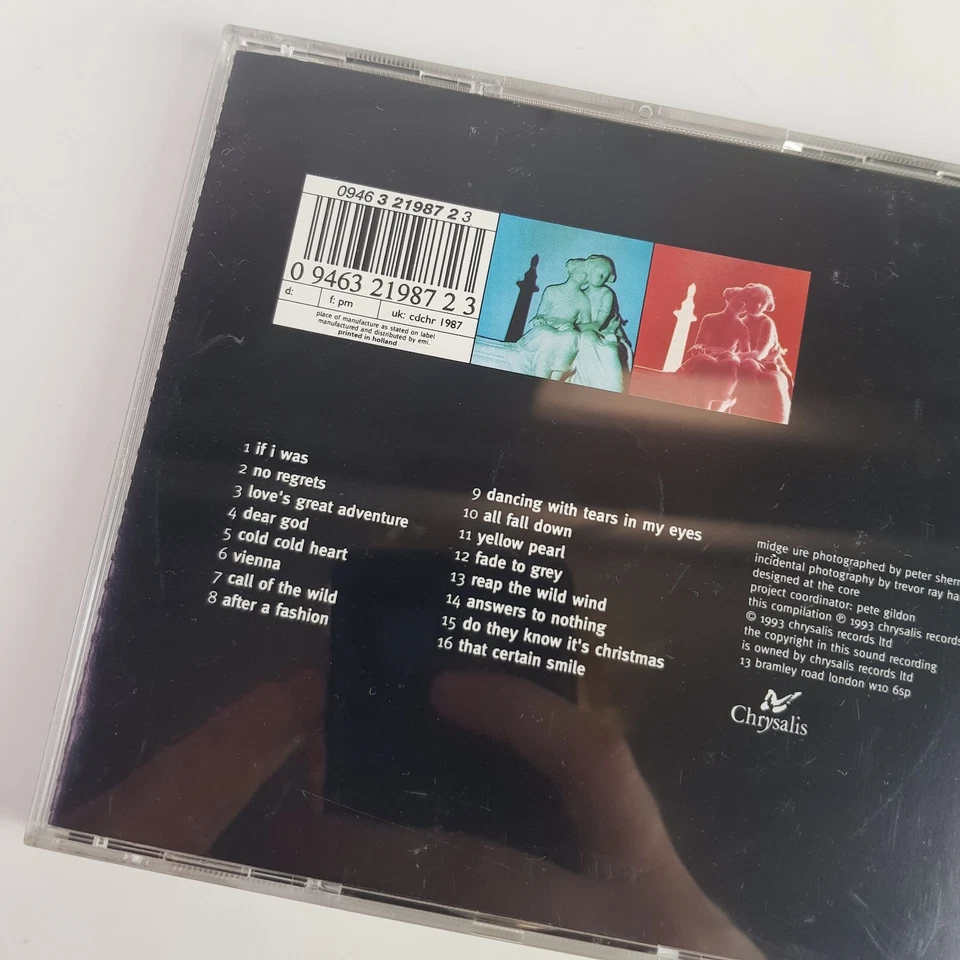 0946 3 21987 2 3
0 09463 21987 2 3
d:
f: pm
uk: cdchr 1987
place of manufacture as stated on label
manufactured and distributed by emi.
printed in holland
1 if i was
2 no regrets
3 love's great adventure
4 dear god
5 cold cold heart
6 vienna
7 call of the wild
8 after a fashion
9 dancing with tears in my eyes
10 all fall down
11 yellow pearl
12 fade to grey
13 reap the wild wind
14 answers to nothing
15 do they know it's christmas
16 that certain smile
midge ure photographed by peter
incidental photography by trevor ray
designed at the core
project coordinator: pete gildon
this compilation ℗ 1993 chrysalis records
© 1993 chrysalis records ltd
the copyright in this sound recording
is owned by chrysalis records ltd
13 bramley road london w10 6sp
Chrysalis